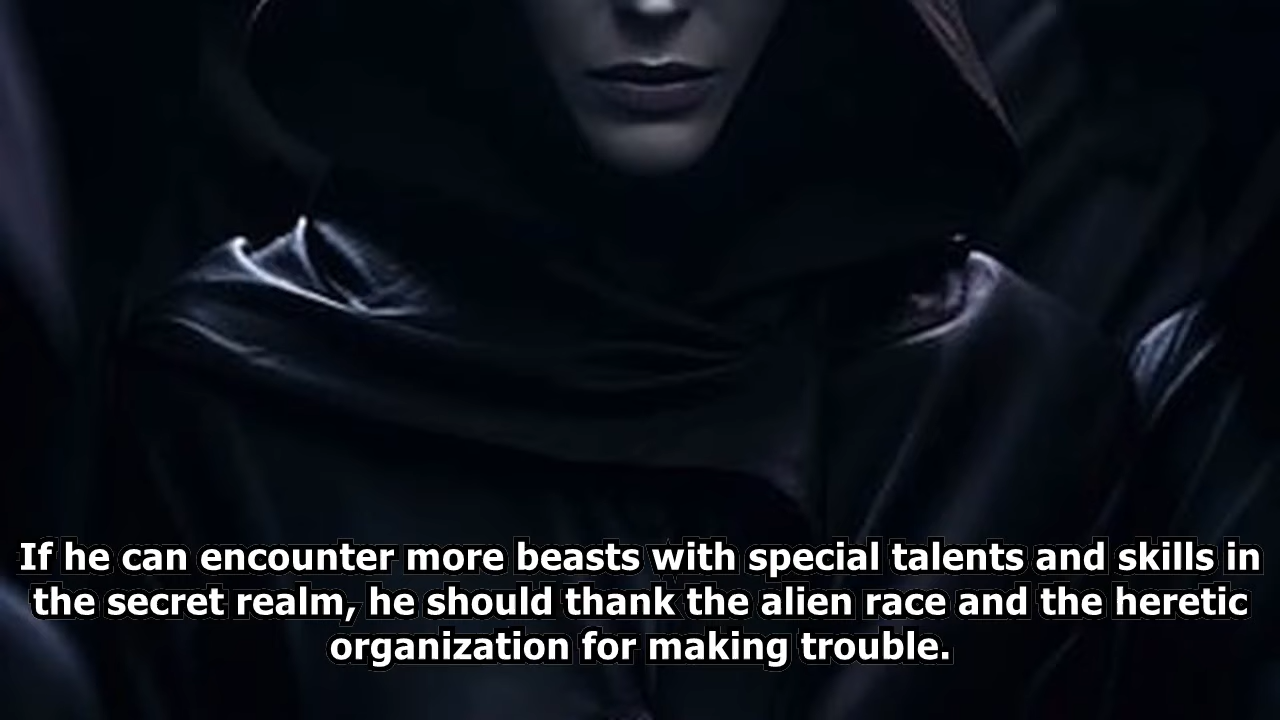 If he can encounter more beasts with special talents and skills in
the secret realm, he should thank the alien race and the heretic
organization for making trouble.